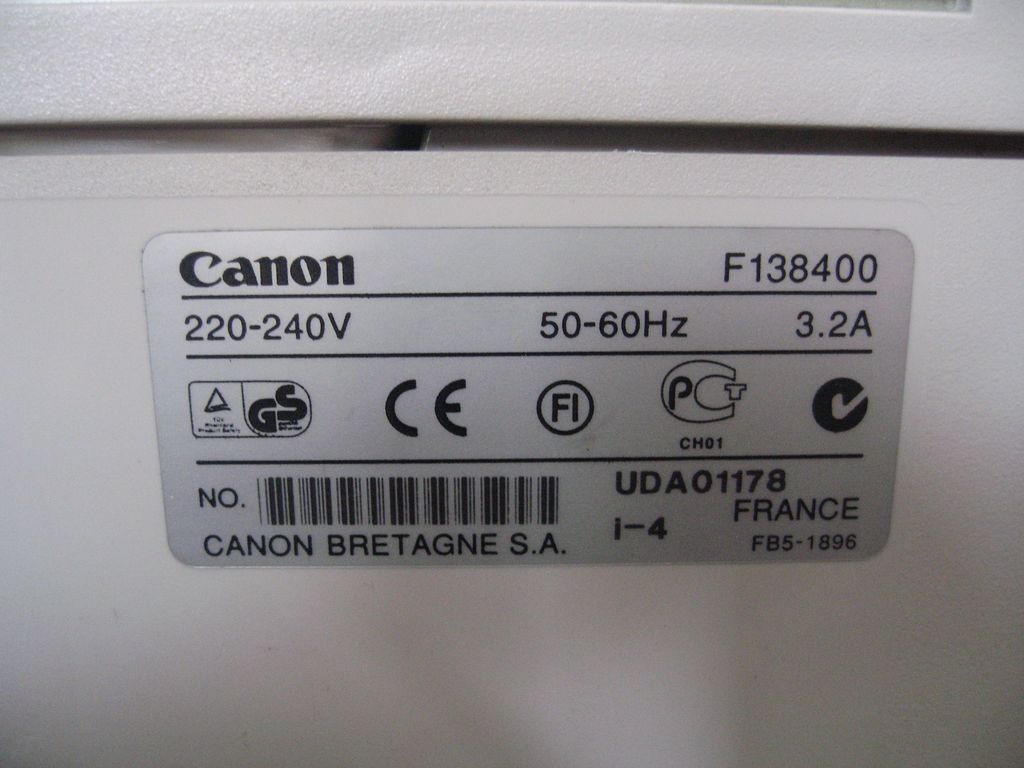 Canon F138400
220-240V 50-60Hz 3.2A
GS CE FI PCT
CH01
NO. UDA01178
FRANCE
i-4
CANON BRETAGNE S.A. FB5-1896